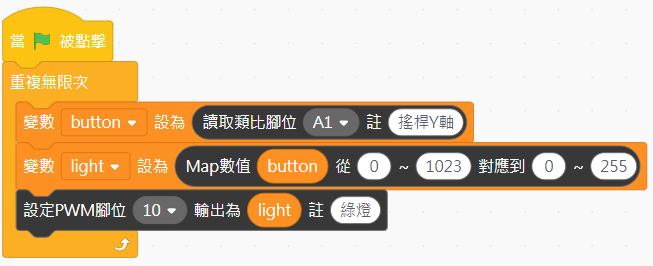 當 被點擊
重複無限次
變數 button 設為 讀取類比腳位 A1 註 搖桿Y軸
變數 light 設為 Map數值 button 從 0 ~ 1023 對應到 0 ~ 255
設定PWM腳位 10 輸出為 light 註 綠燈